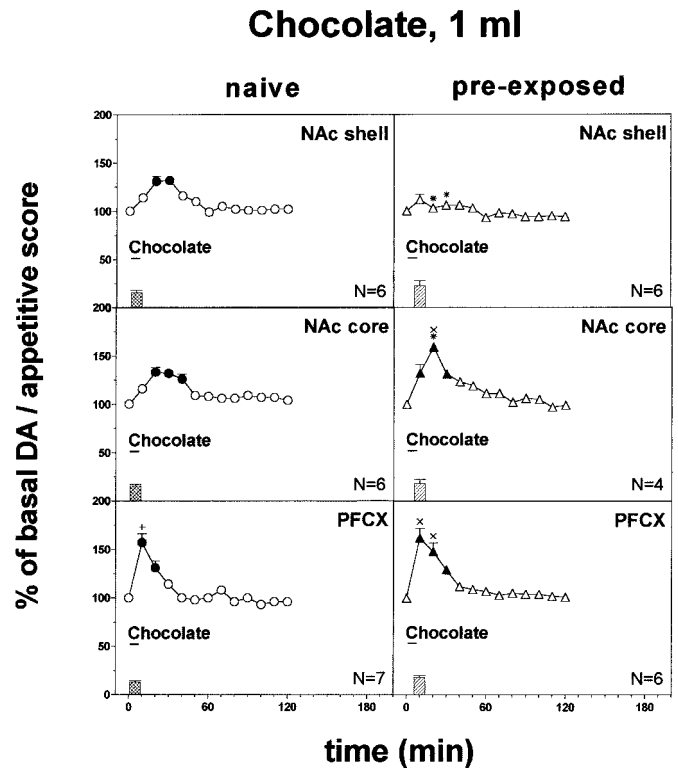 Chocolate, 1 ml
naive
pre-exposed
% of basal DA / appetitive score
200
150
100
50
NAc shell
Chocolate
N=6
NAc shell
* *
Chocolate
N=6
200
150
100
50
NAc core
Chocolate
N=6
NAc core
×
*
Chocolate
N=4
200
150
100
50
0
PFCX
+
Chocolate
N=7
PFCX
× ×
Chocolate
N=6
0 60 120 180
0 60 120 180
time (min)